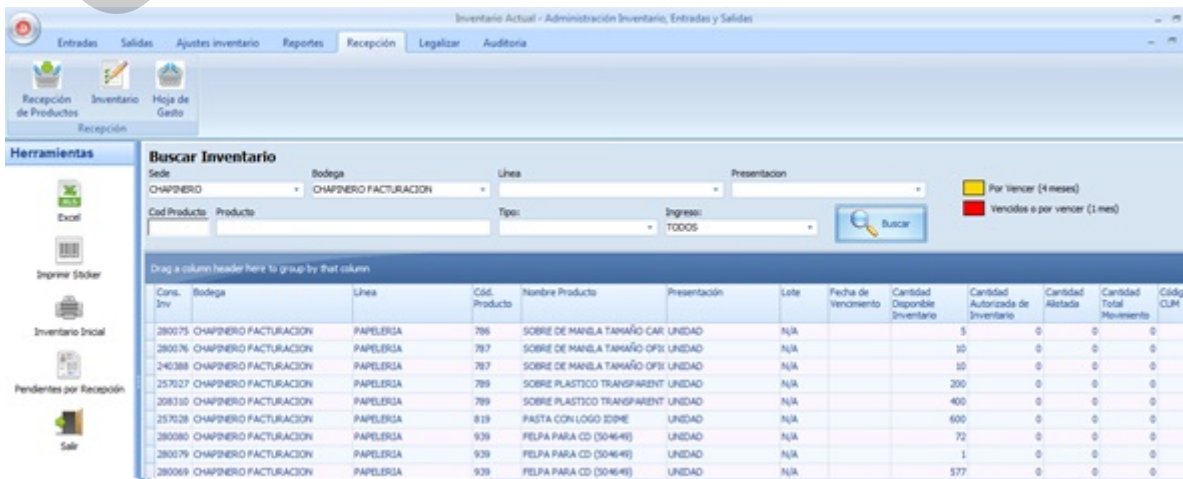 Inventario Actual - Administración Inventario, Entradas y Salidas
Entradas Salidas Ajustes inventario Reportes Recepción Legalizar Auditoria
Recepción de Productos
Inventario
Hoja de Gasto
Recepción
Herramientas
Excel
Imprimir Sticker
Inventario Inicial
Pendientes por Recepción
Salir
Buscar Inventario
Sede Bodega Línea Presentacion
CHAPINERO CHAPINERO FACTURACION
Cod Producto Producto Tipo: Ingreso:
TODOS
Buscar
Por Vencer (4 meses)
Vencidos o por vencer (1 mes)
Drag a column header here to group by that column
Cons. Inv Bodega Línea Cód. Producto Nombre Producto Presentación Lote Fecha de Vencimiento Cantidad Disponible Inventario Cantidad Autorizada de Inventario Cantidad Alistada Cantidad Total Movimiento Códig CUM
280075 CHAPINERO FACTURACION PAPELERIA 786 SOBRE DE MANILA TAMAÑO CAR UNIDAD N/A 5 0 0 0
280076 CHAPINERO FACTURACION PAPELERIA 787 SOBRE DE MANILA TAMAÑO OFI UNIDAD N/A 10 0 0 0
240388 CHAPINERO FACTURACION PAPELERIA 787 SOBRE DE MANILA TAMAÑO OFI UNIDAD N/A 10 0 0 0
257027 CHAPINERO FACTURACION PAPELERIA 789 SOBRE PLASTICO TRANSPARENT UNIDAD N/A 200 0 0 0
208310 CHAPINERO FACTURACION PAPELERIA 789 SOBRE PLASTICO TRANSPARENT UNIDAD N/A 400 0 0 0
257028 CHAPINERO FACTURACION PAPELERIA 819 PASTA CON LOGO IDIME UNIDAD N/A 600 0 0 0
280080 CHAPINERO FACTURACION PAPELERIA 939 FELPA PARA CD (504649) UNIDAD N/A 72 0 0 0
280079 CHAPINERO FACTURACION PAPELERIA 939 FELPA PARA CD (504649) UNIDAD N/A 1 0 0 0
280069 CHAPINERO FACTURACION PAPELERIA 939 FELPA PARA CD (504649) UNIDAD N/A 577 0 0 0